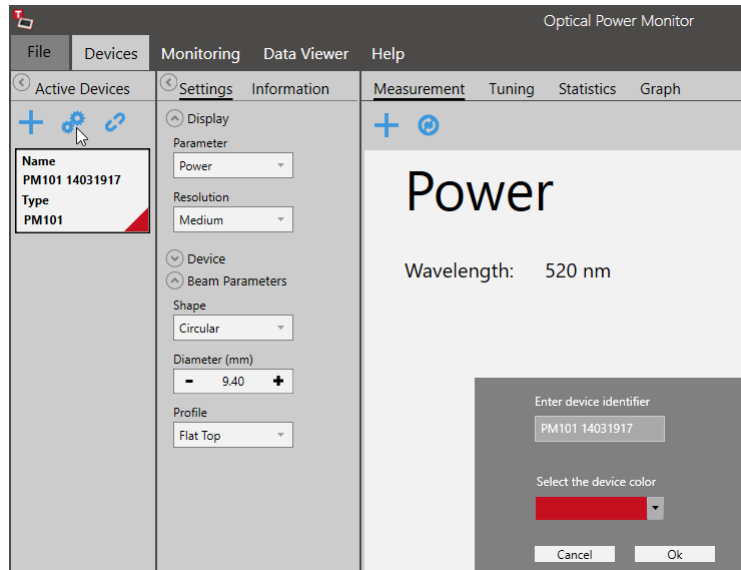 Optical Power Monitor
File Devices Monitoring Data Viewer Help
Active Devices
Name
PM101 14031917
Type
PM101
Settings Information
Display
Parameter
Power
Resolution
Medium
Device
Beam Parameters
Shape
Circular
Diameter (mm)
- 9.40 +
Profile
Flat Top
Measurement Tuning Statistics Graph
Power
Wavelength: 520 nm
Enter device identifier
PM101 14031917
Select the device color
Cancel Ok